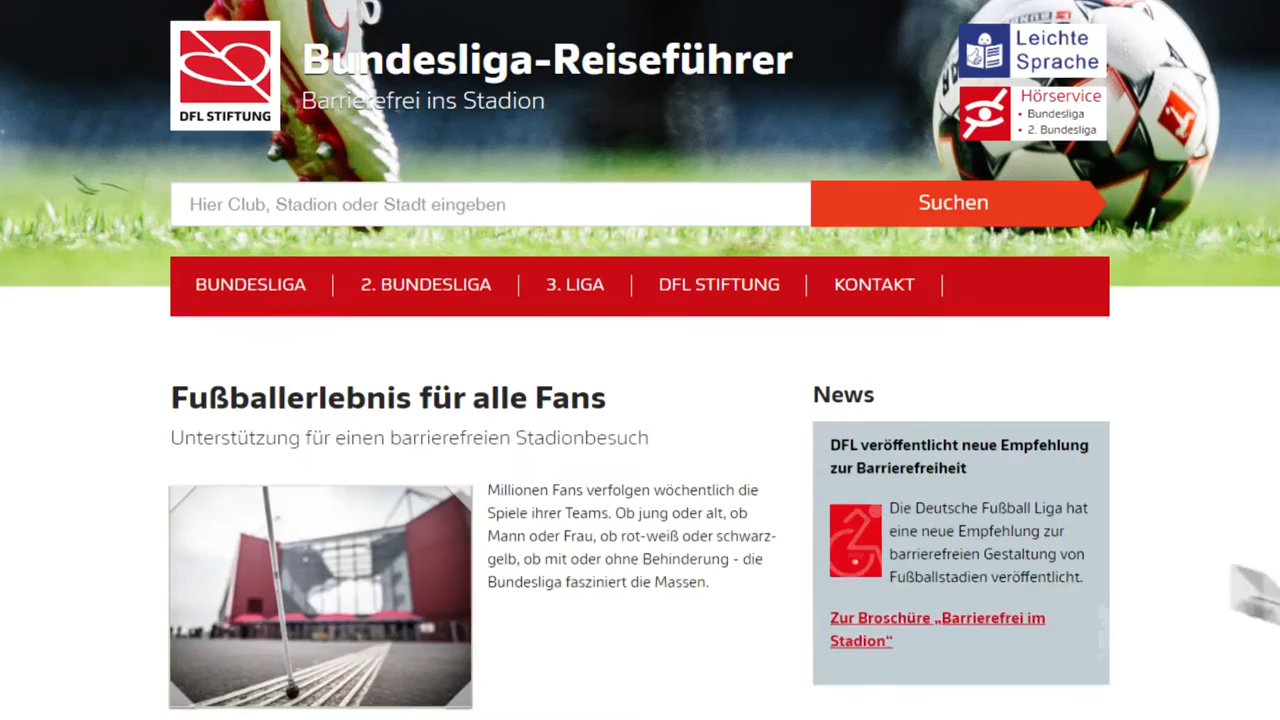 DFL STIFTUNG
Bundesliga-Reiseführer
Barrierefrei ins Stadion
Leichte
Sprache
Hörservice
• Bundesliga
• 2. Bundesliga
Hier Club, Stadion oder Stadt eingeben
Suchen
BUNDESLIGA
2. BUNDESLIGA
3. LIGA
DFL STIFTUNG
KONTAKT
Fußballerlebnis für alle Fans
Unterstützung für einen barrierefreien Stadionbesuch
Millionen Fans verfolgen wöchentlich die
Spiele ihrer Teams. Ob jung oder alt, ob
Mann oder Frau, ob rot-weiß oder schwarz-
gelb, ob mit oder ohne Behinderung - die
Bundesliga fasziniert die Massen.
News
DFL veröffentlicht neue Empfehlung
zur Barrierefreiheit
Die Deutsche Fußball Liga hat
eine neue Empfehlung zur
barrierefreien Gestaltung von
Fußballstadien veröffentlicht.
Zur Broschüre „Barrierefrei im
Stadion“